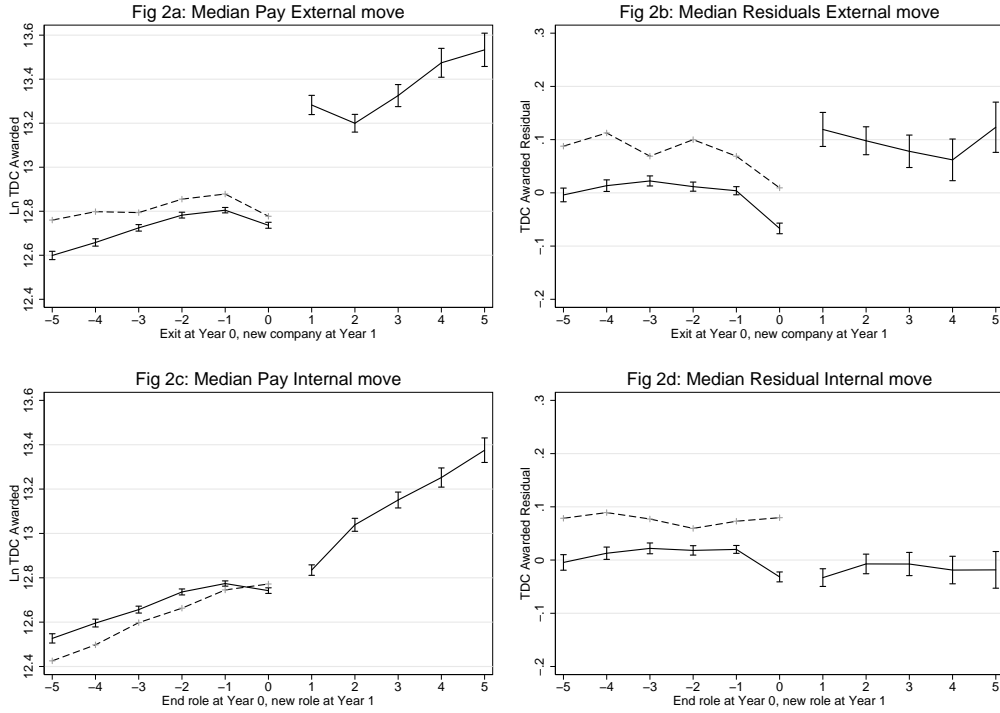 Fig 2a: Median Pay External move
Ln TDC Awarded
13.6
13.4
13.2
13
12.8
12.6
12.4
−5 −4 −3 −2 −1 0 1 2 3 4 5
Exit at Year 0, new company at Year 1
Fig 2b: Median Residuals External move
TDC Awarded Residual
.3
.2
.1
0
−.1
−.2
−5 −4 −3 −2 −1 0 1 2 3 4 5
Exit at Year 0, new company at Year 1
Fig 2c: Median Pay Internal move
Ln TDC Awarded
13.6
13.4
13.2
13
12.8
12.6
12.4
−5 −4 −3 −2 −1 0 1 2 3 4 5
End role at Year 0, new role at Year 1
Fig 2d: Median Residual Internal move
TDC Awarded Residual
.3
.2
.1
0
−.1
−.2
−5 −4 −3 −2 −1 0 1 2 3 4 5
End role at Year 0, new role at Year 1